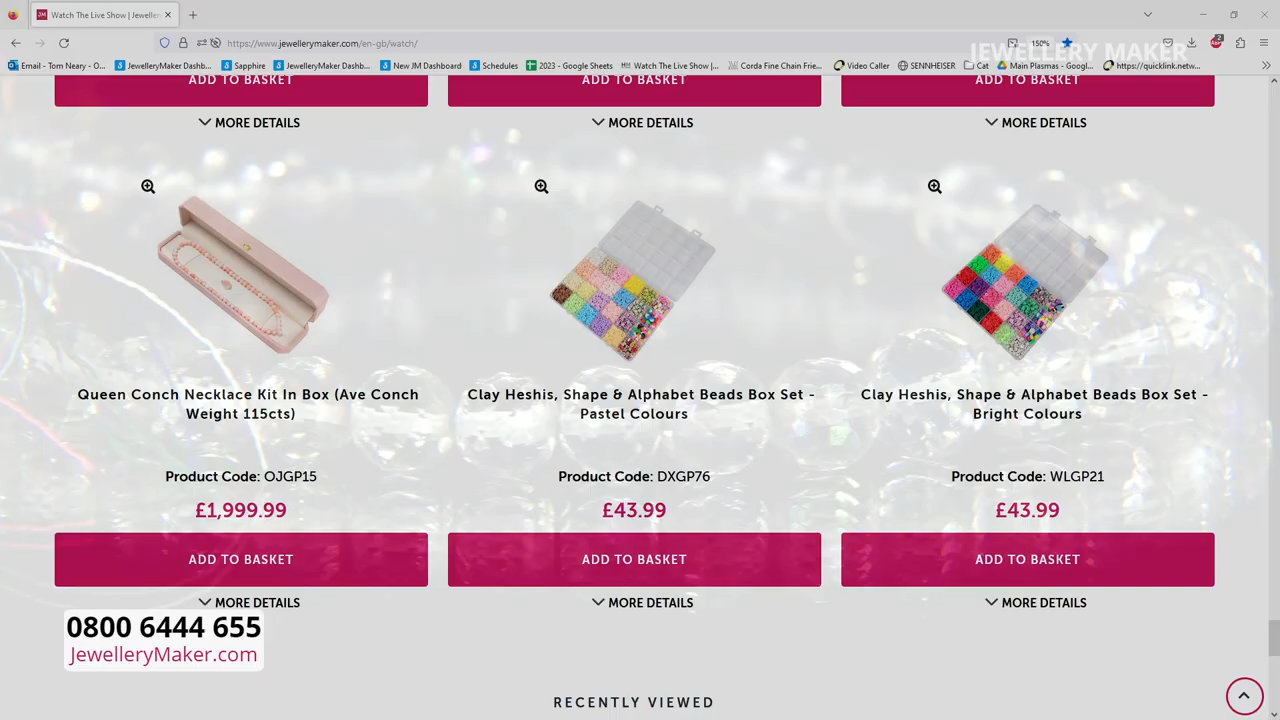 Watch The Live Show | Jeweller
https://www.jewellerymaker.com/en-gb/watch/
150%
JEWELLERY MAKER
2
Email - Tom Neary - O...
JewelleryMaker Dashb...
Sapphire
JewelleryMaker Dashb...
New JM Dashboard
Schedules
2023 - Google Sheets
Watch The Live Show |...
Corda Fine Chain Frie...
Video Caller
SENNHEISER
Cat
Main Plasmas - Googl...
https://quicklink.netw...
ADD TO BASKET
ADD TO BASKET
ADD TO BASKET
MORE DETAILS
MORE DETAILS
MORE DETAILS
Queen Conch Necklace Kit In Box (Ave Conch
Weight 115cts)
Clay Heshis, Shape & Alphabet Beads Box Set -
Pastel Colours
Clay Heshis, Shape & Alphabet Beads Box Set -
Bright Colours
Product Code: OJGP15
Product Code: DXGP76
Product Code: WLGP21
£1,999.99
£43.99
£43.99
ADD TO BASKET
ADD TO BASKET
ADD TO BASKET
MORE DETAILS
MORE DETAILS
MORE DETAILS
0800 6444 655
JewelleryMaker.com
RECENTLY VIEWED